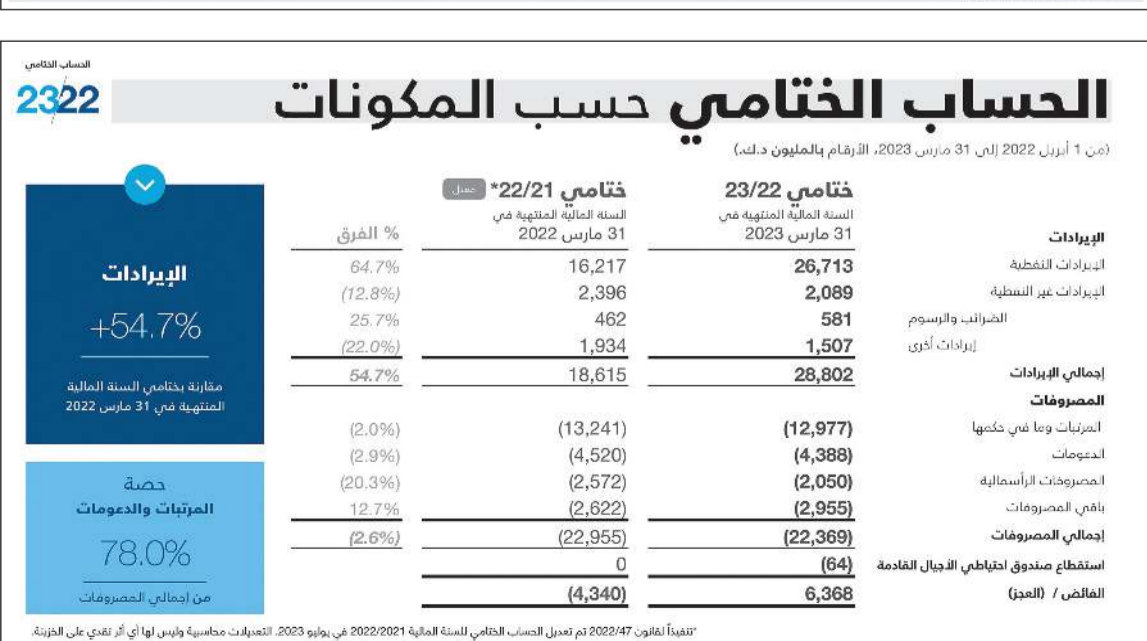 الحساب الختامي
23/22
الحساب الختامي حسب المكونات
(من 1 أبريل 2022 إلى 31 مارس 2023، الأرقام بالمليون د.ك.)
ختامي 23/22 ختامي 22/21* معدل
السنة المالية المنتهية في السنة المالية المنتهية في
الإيرادات 31 مارس 2023 31 مارس 2022 % الفرق
الإيرادات النفطية 26,713 16,217 64.7%
الإيرادات غير النفطية 2,089 2,396 (12.8%)
الضرائب والرسوم 581 462 25.7%
إيرادات أخرى 1,507 1,934 (22.0%)
إجمالي الإيرادات 28,802 18,615 54.7%
المصروفات
المرتبات وما في حكمها (12,977) (13,241) (2.0%)
الدعومات (4,388) (4,520) (2.9%)
المصروفات الرأسمالية (2,050) (2,572) (20.3%)
باقي المصروفات (2,955) (2,622) 12.7%
إجمالي المصروفات (22,369) (22,955) (2.6%)
استقطاع صندوق احتياطي الأجيال القادمة (64) 0
الفائض / (العجز) 6,368 (4,340)
الإيرادات
+54.7%
مقارنة بختامي السنة المالية
المنتهية في 31 مارس 2022
حصة
المرتبات والدعومات
78.0%
من إجمالي المصروفات
*تنفيذاً لقانون 2022/47 تم تعديل الحساب الختامي للسنة المالية 2022/2021 في يوليو 2023. التعديلات محاسبية وليس لها أي أثر نقدي على الخزينة.